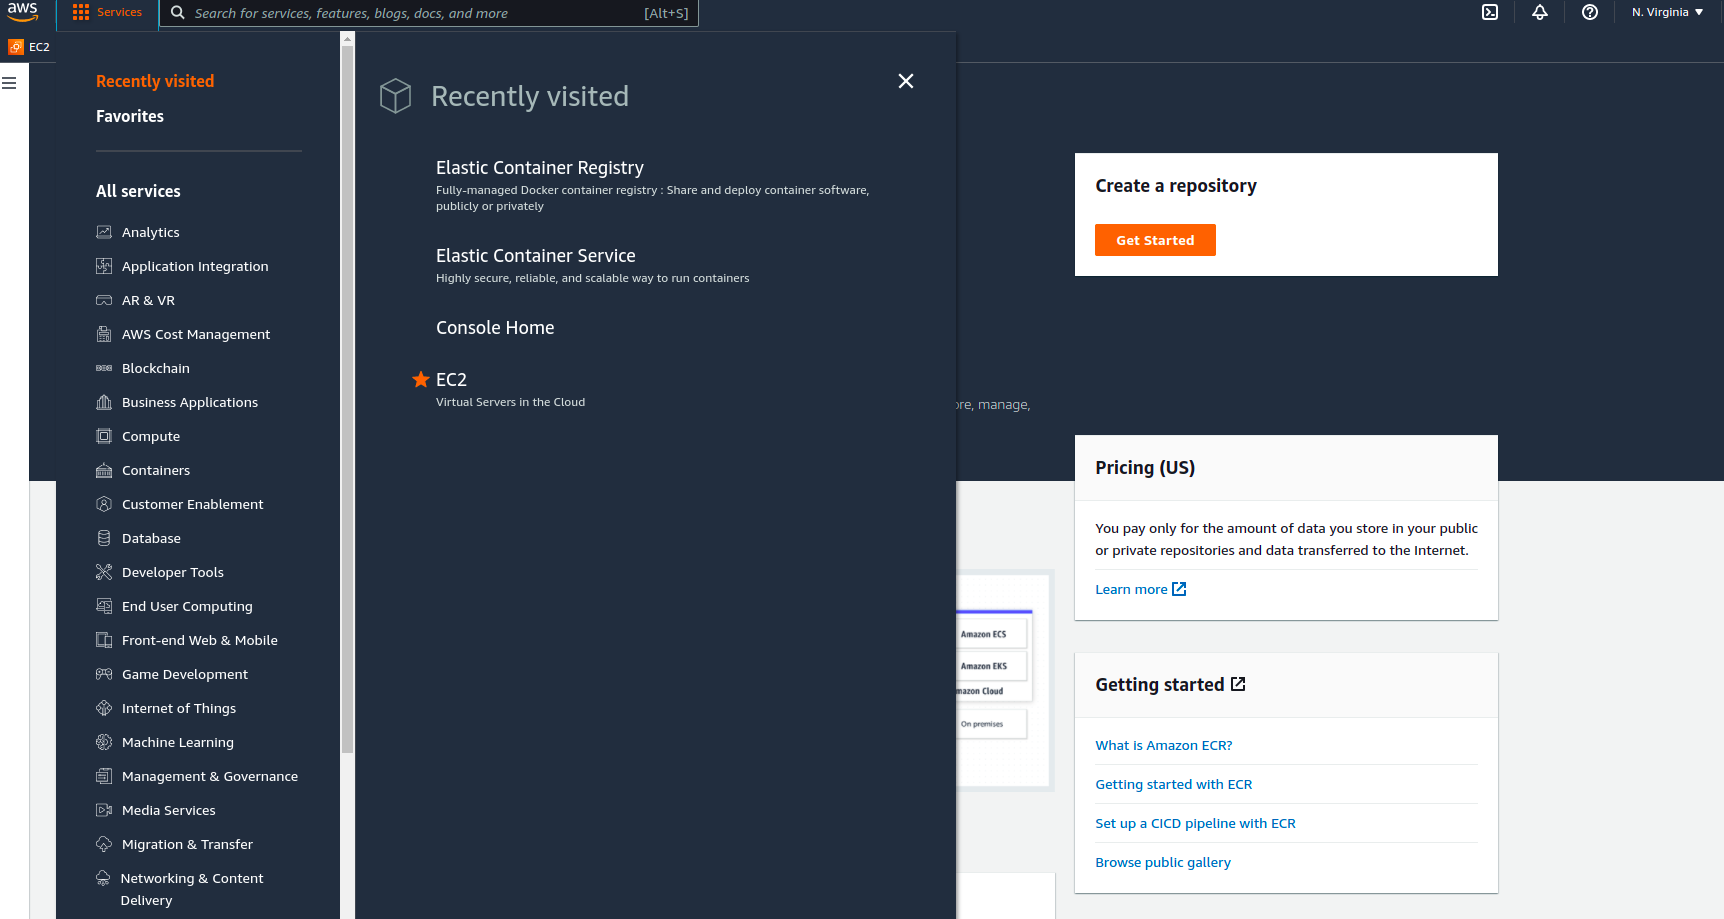 aws
Services
Search for services, features, blogs, docs, and more
[Alt+S]
N. Virginia
EC2
Recently visited
Favorites
All services
Analytics
Application Integration
AR & VR
AWS Cost Management
Blockchain
Business Applications
Compute
Containers
Customer Enablement
Database
Developer Tools
End User Computing
Front-end Web & Mobile
Game Development
Internet of Things
Machine Learning
Management & Governance
Media Services
Migration & Transfer
Networking & Content
Delivery
Recently visited
Elastic Container Registry
Fully-managed Docker container registry : Share and deploy container software,
publicly or privately
Elastic Container Service
Highly secure, reliable, and scalable way to run containers
Console Home
EC2
Virtual Servers in the Cloud
manage,
Amazon ECS
Amazon EKS
Cloud
On premises
Create a repository
Get Started
Pricing (US)
You pay only for the amount of data you store in your public
or private repositories and data transferred to the Internet.
Learn more
Getting started
What is Amazon ECR?
Getting started with ECR
Set up a CICD pipeline with ECR
Browse public gallery